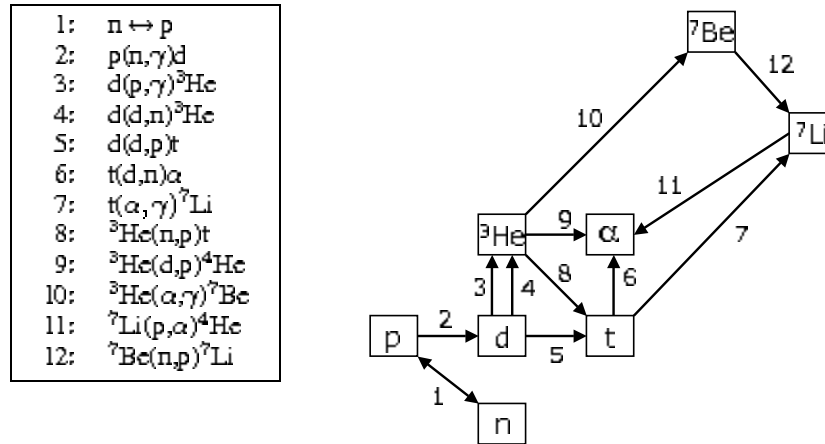 1: n ↔ p
2: p(n,γ)d
3: d(p,γ)³He
4: d(d,n)³He
5: d(d,p)t
6: t(d,n)α
7: t(α,γ)⁷Li
8: ³He(n,p)t
9: ³He(d,p)⁴He
10: ³He(α,γ)⁷Be
11: ⁷Li(p,α)⁴He
12: ⁷Be(n,p)⁷Li
⁷Be
12
10
⁷Li
11
³He
9
α
7
8
6
3
4
2
p
d
5
t
1
n